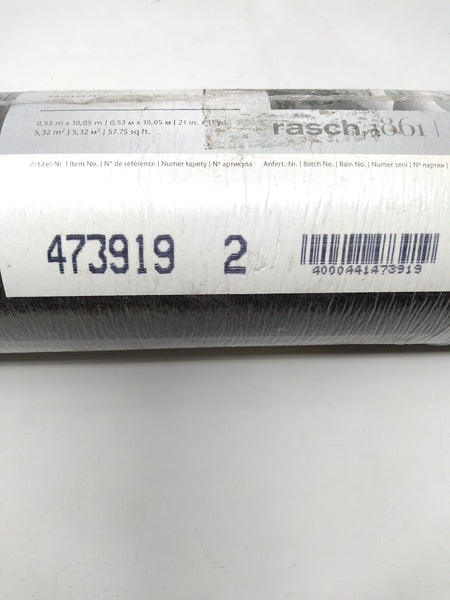 0,53 m x 10,05 m | 0,53 м x 10,05 м | 21 in. x 11 yd.
5,32 m² | 5,32 м² | 57.75 sq ft.
rasch 1861
Artikel-Nr. | Item No. | N° de référence | Numer tapety | № артикула Anfert.-Nr. | Batch No. | Bain No. | Numer serii | № партии |
473919 2
4000441473919